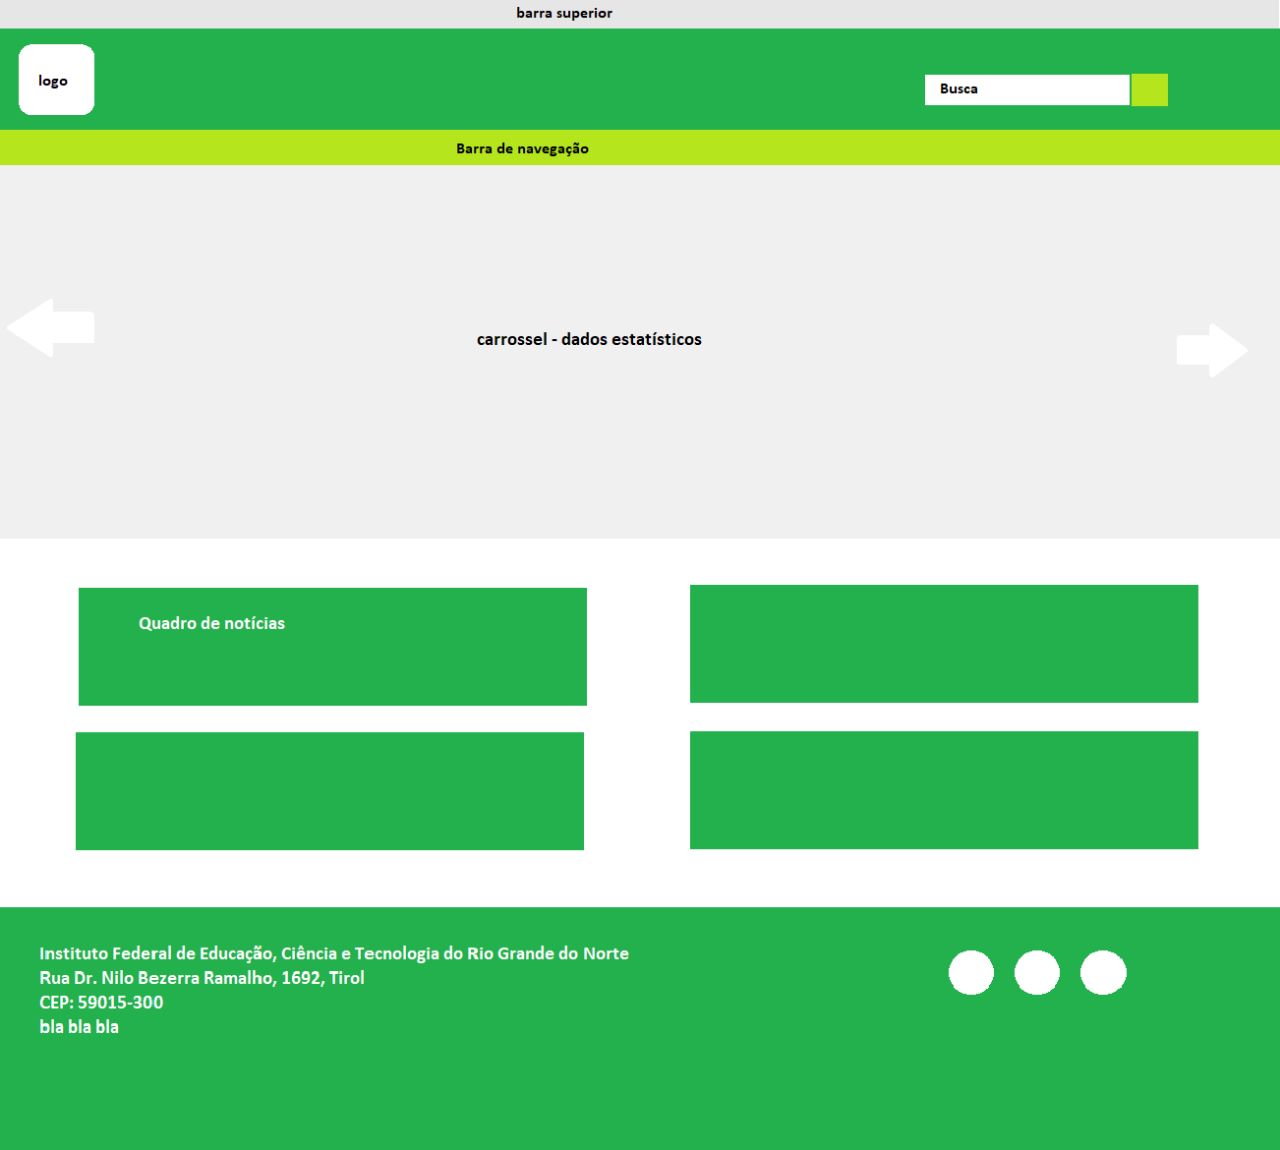 barra superior
logo
Busca
Barra de navegação
carrossel - dados estatísticos
Quadro de notícias
Instituto Federal de Educação, Ciência e Tecnologia do Rio Grande do Norte
Rua Dr. Nilo Bezerra Ramalho, 1692, Tirol
CEP: 59015-300
bla bla bla